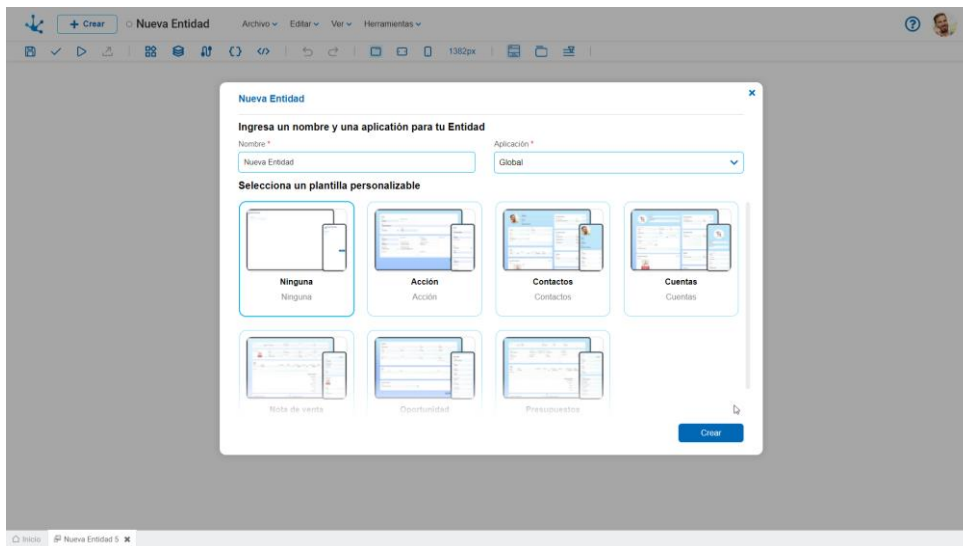 + Crear
Nueva Entidad
Archivo Editar Ver Herramientas
?
1382px
Nueva Entidad
Ingresa un nombre y una aplicatión para tu Entidad
Nombre *
Aplicación *
Nueva Entidad
Global
Selecciona un plantilla personalizable
Ninguna
Acción
Contactos
Cuentas
Ninguna
Acción
Contactos
Cuentas
Nota de venta
Oportunidad
Presupuestos
Crear
Inicio
Nueva Entidad 5